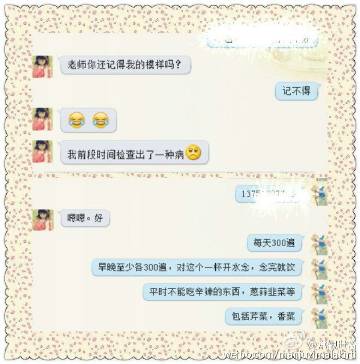 老师你还记得我的模样吗?
记不得
我前段时间检查出了一种病
嗯嗯。好
每天300遍
早晚至少各300遍,对这个一杯开水念,念完就饮
平时不能吃辛辣的东西,葱蒜韭菜等
包括芹菜,香菜